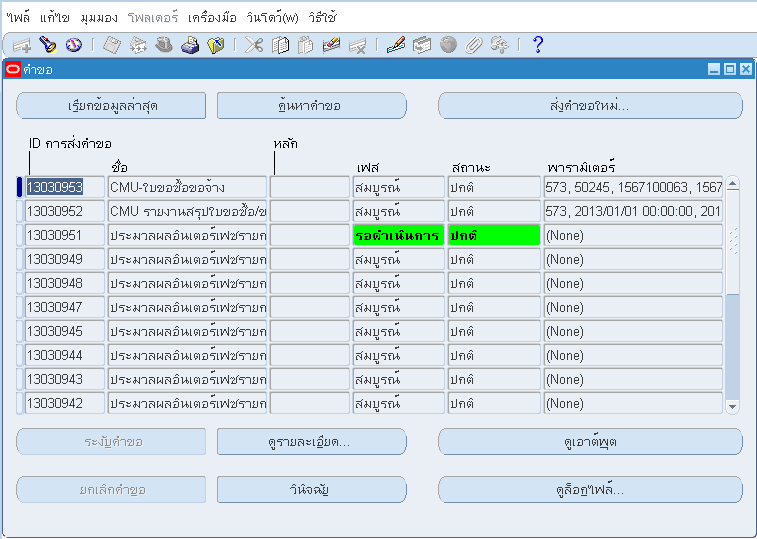 ไฟล์ แก้ไข มุมมอง โฟลเดอร์ เครื่องมือ วินโดว์(W) วิธีใช้
คำขอ
เรียกข้อมูลล่าสุด ค้นหาคำขอ ส่งคำขอใหม่...
ID การส่งคำขอ หลัก
ชื่อ เฟส สถานะ พารามิเตอร์
13030953 CMU-ใบขอซื้อขอจ้าง สมบูรณ์ ปกติ 573, 50245, 1567100063, 1567
13030952 CMU รายงานสรุปใบขอซื้อ/ข สมบูรณ์ ปกติ 573, 2013/01/01 00:00:00, 201
13030951 ประมวลผลอินเตอร์เฟซรายก รอดำเนินการ ปกติ (None)
13030949 ประมวลผลอินเตอร์เฟซรายก สมบูรณ์ ปกติ (None)
13030948 ประมวลผลอินเตอร์เฟซรายก สมบูรณ์ ปกติ (None)
13030947 ประมวลผลอินเตอร์เฟซรายก สมบูรณ์ ปกติ (None)
13030945 ประมวลผลอินเตอร์เฟซรายก สมบูรณ์ ปกติ (None)
13030944 ประมวลผลอินเตอร์เฟซรายก สมบูรณ์ ปกติ (None)
13030943 ประมวลผลอินเตอร์เฟซรายก สมบูรณ์ ปกติ (None)
13030942 ประมวลผลอินเตอร์เฟซรายก สมบูรณ์ ปกติ (None)
ระงับคำขอ ดูรายละเอียด... ดูเอาต์พุต
ยกเลิกคำขอ วินิจฉัย ดูล็อกไฟล์...